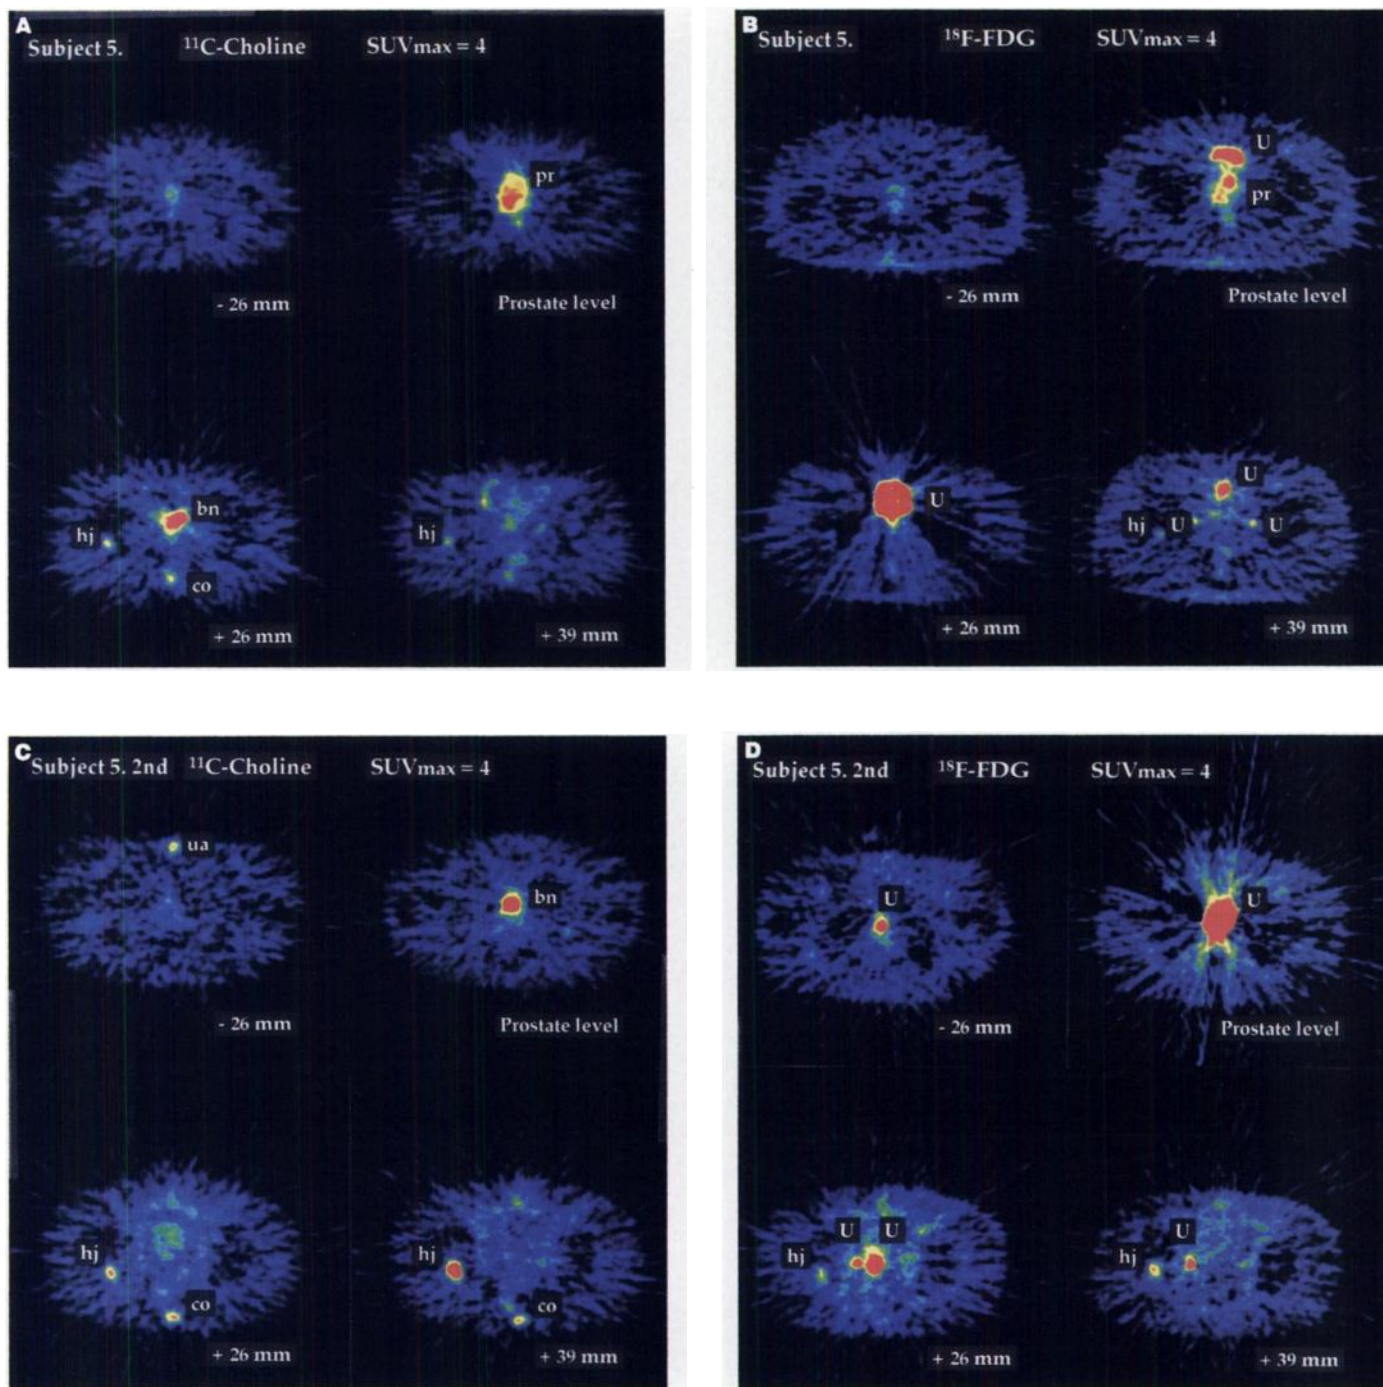 A
Subject 5. ¹¹C-Choline SUVmax = 4
pr
- 26 mm
Prostate level
bn
hj
co
+ 26 mm
hj
+ 39 mm
B
Subject 5. ¹⁸F-FDG SUVmax = 4
U
pr
- 26 mm
Prostate level
U
+ 26 mm
U
hj U U
+ 39 mm
C
Subject 5. 2nd ¹¹C-Choline SUVmax = 4
ua
- 26 mm
bn
Prostate level
hj
co
+ 26 mm
hj
co
+ 39 mm
D
Subject 5. 2nd ¹⁸F-FDG SUVmax = 4
U
- 26 mm
U
Prostate level
U U
hj
+ 26 mm
U
hj
+ 39 mm